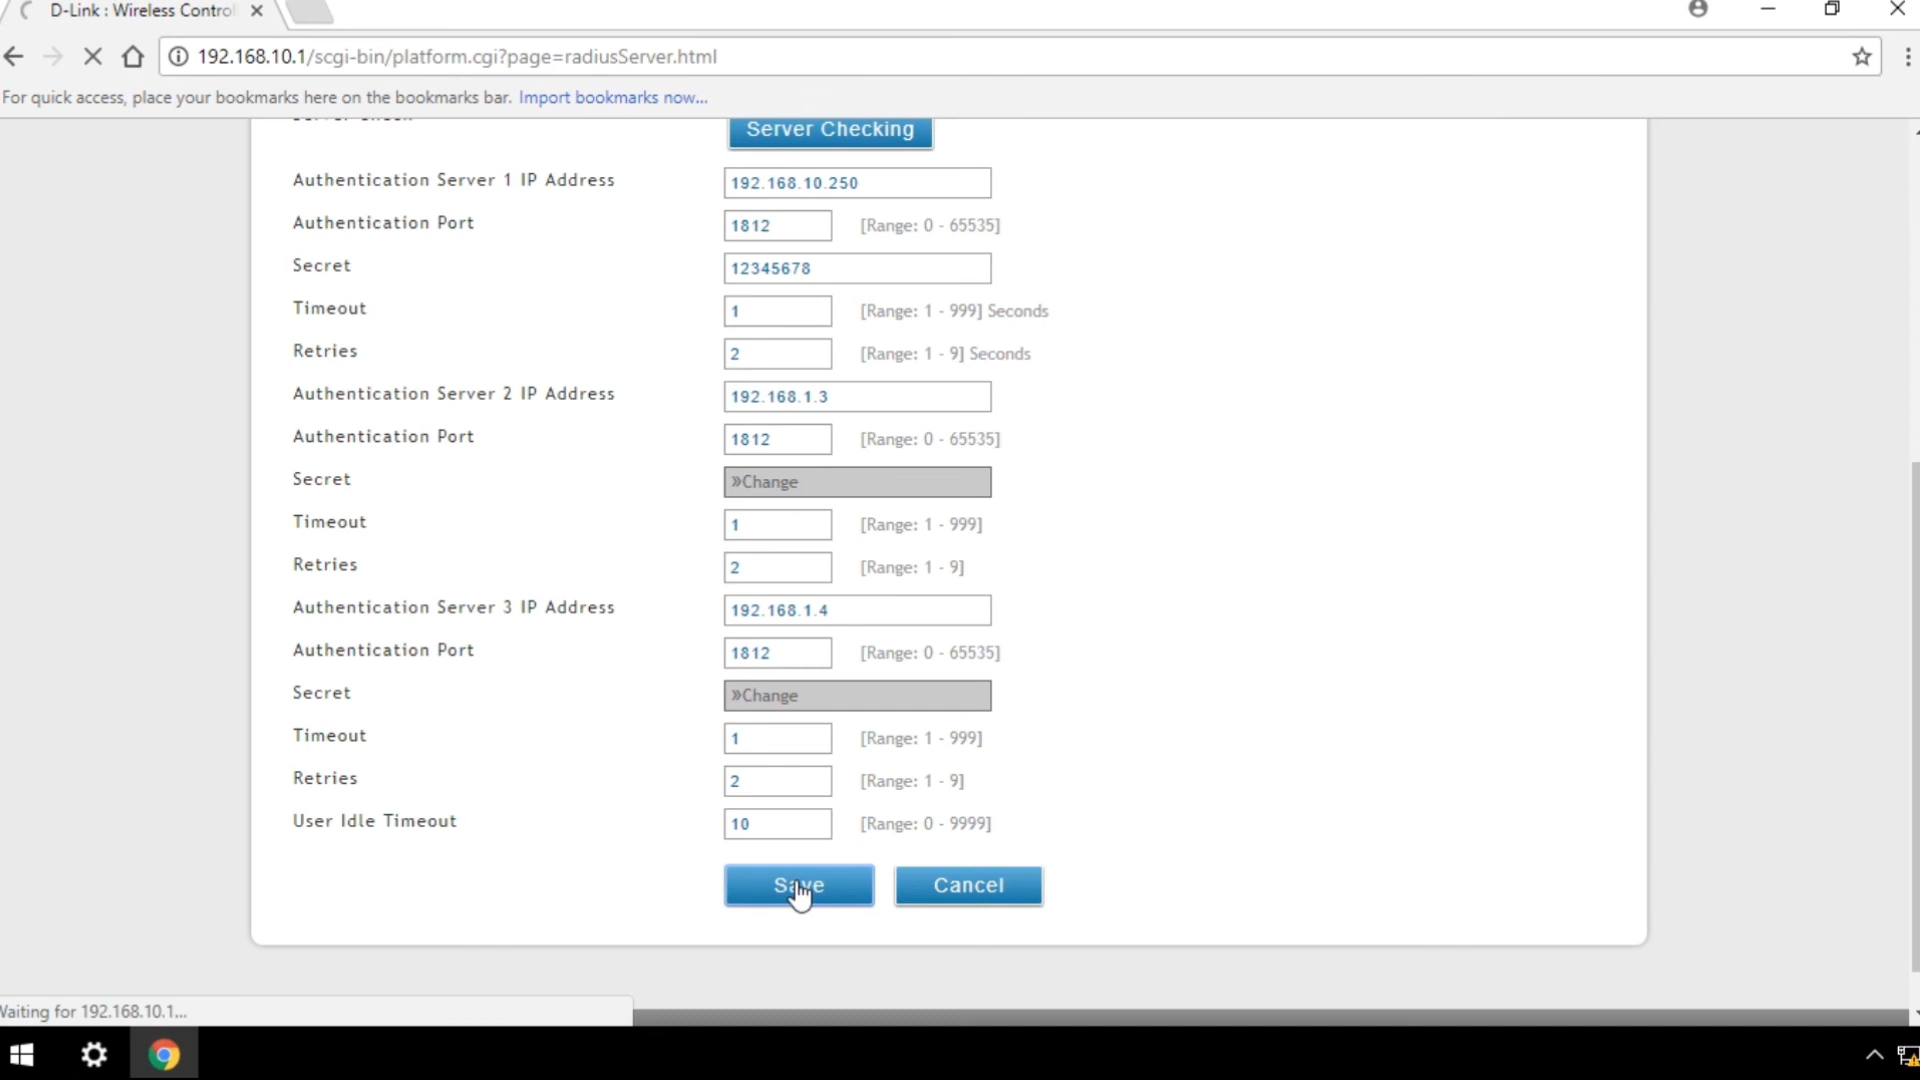 D-Link : Wireless Control
192.168.10.1/scgi-bin/platform.cgi?page=radiusServer.html
For quick access, place your bookmarks here on the bookmarks bar. Import bookmarks now...
Server Checking
Authentication Server 1 IP Address 192.168.10.250
Authentication Port 1812 [Range: 0 - 65535]
Secret 12345678
Timeout 1 [Range: 1 - 999] Seconds
Retries 2 [Range: 1 - 9] Seconds
Authentication Server 2 IP Address 192.168.1.3
Authentication Port 1812 [Range: 0 - 65535]
Secret »Change
Timeout 1 [Range: 1 - 999]
Retries 2 [Range: 1 - 9]
Authentication Server 3 IP Address 192.168.1.4
Authentication Port 1812 [Range: 0 - 65535]
Secret »Change
Timeout 1 [Range: 1 - 999]
Retries 2 [Range: 1 - 9]
User Idle Timeout 10 [Range: 0 - 9999]
Save Cancel
Waiting for 192.168.10.1...